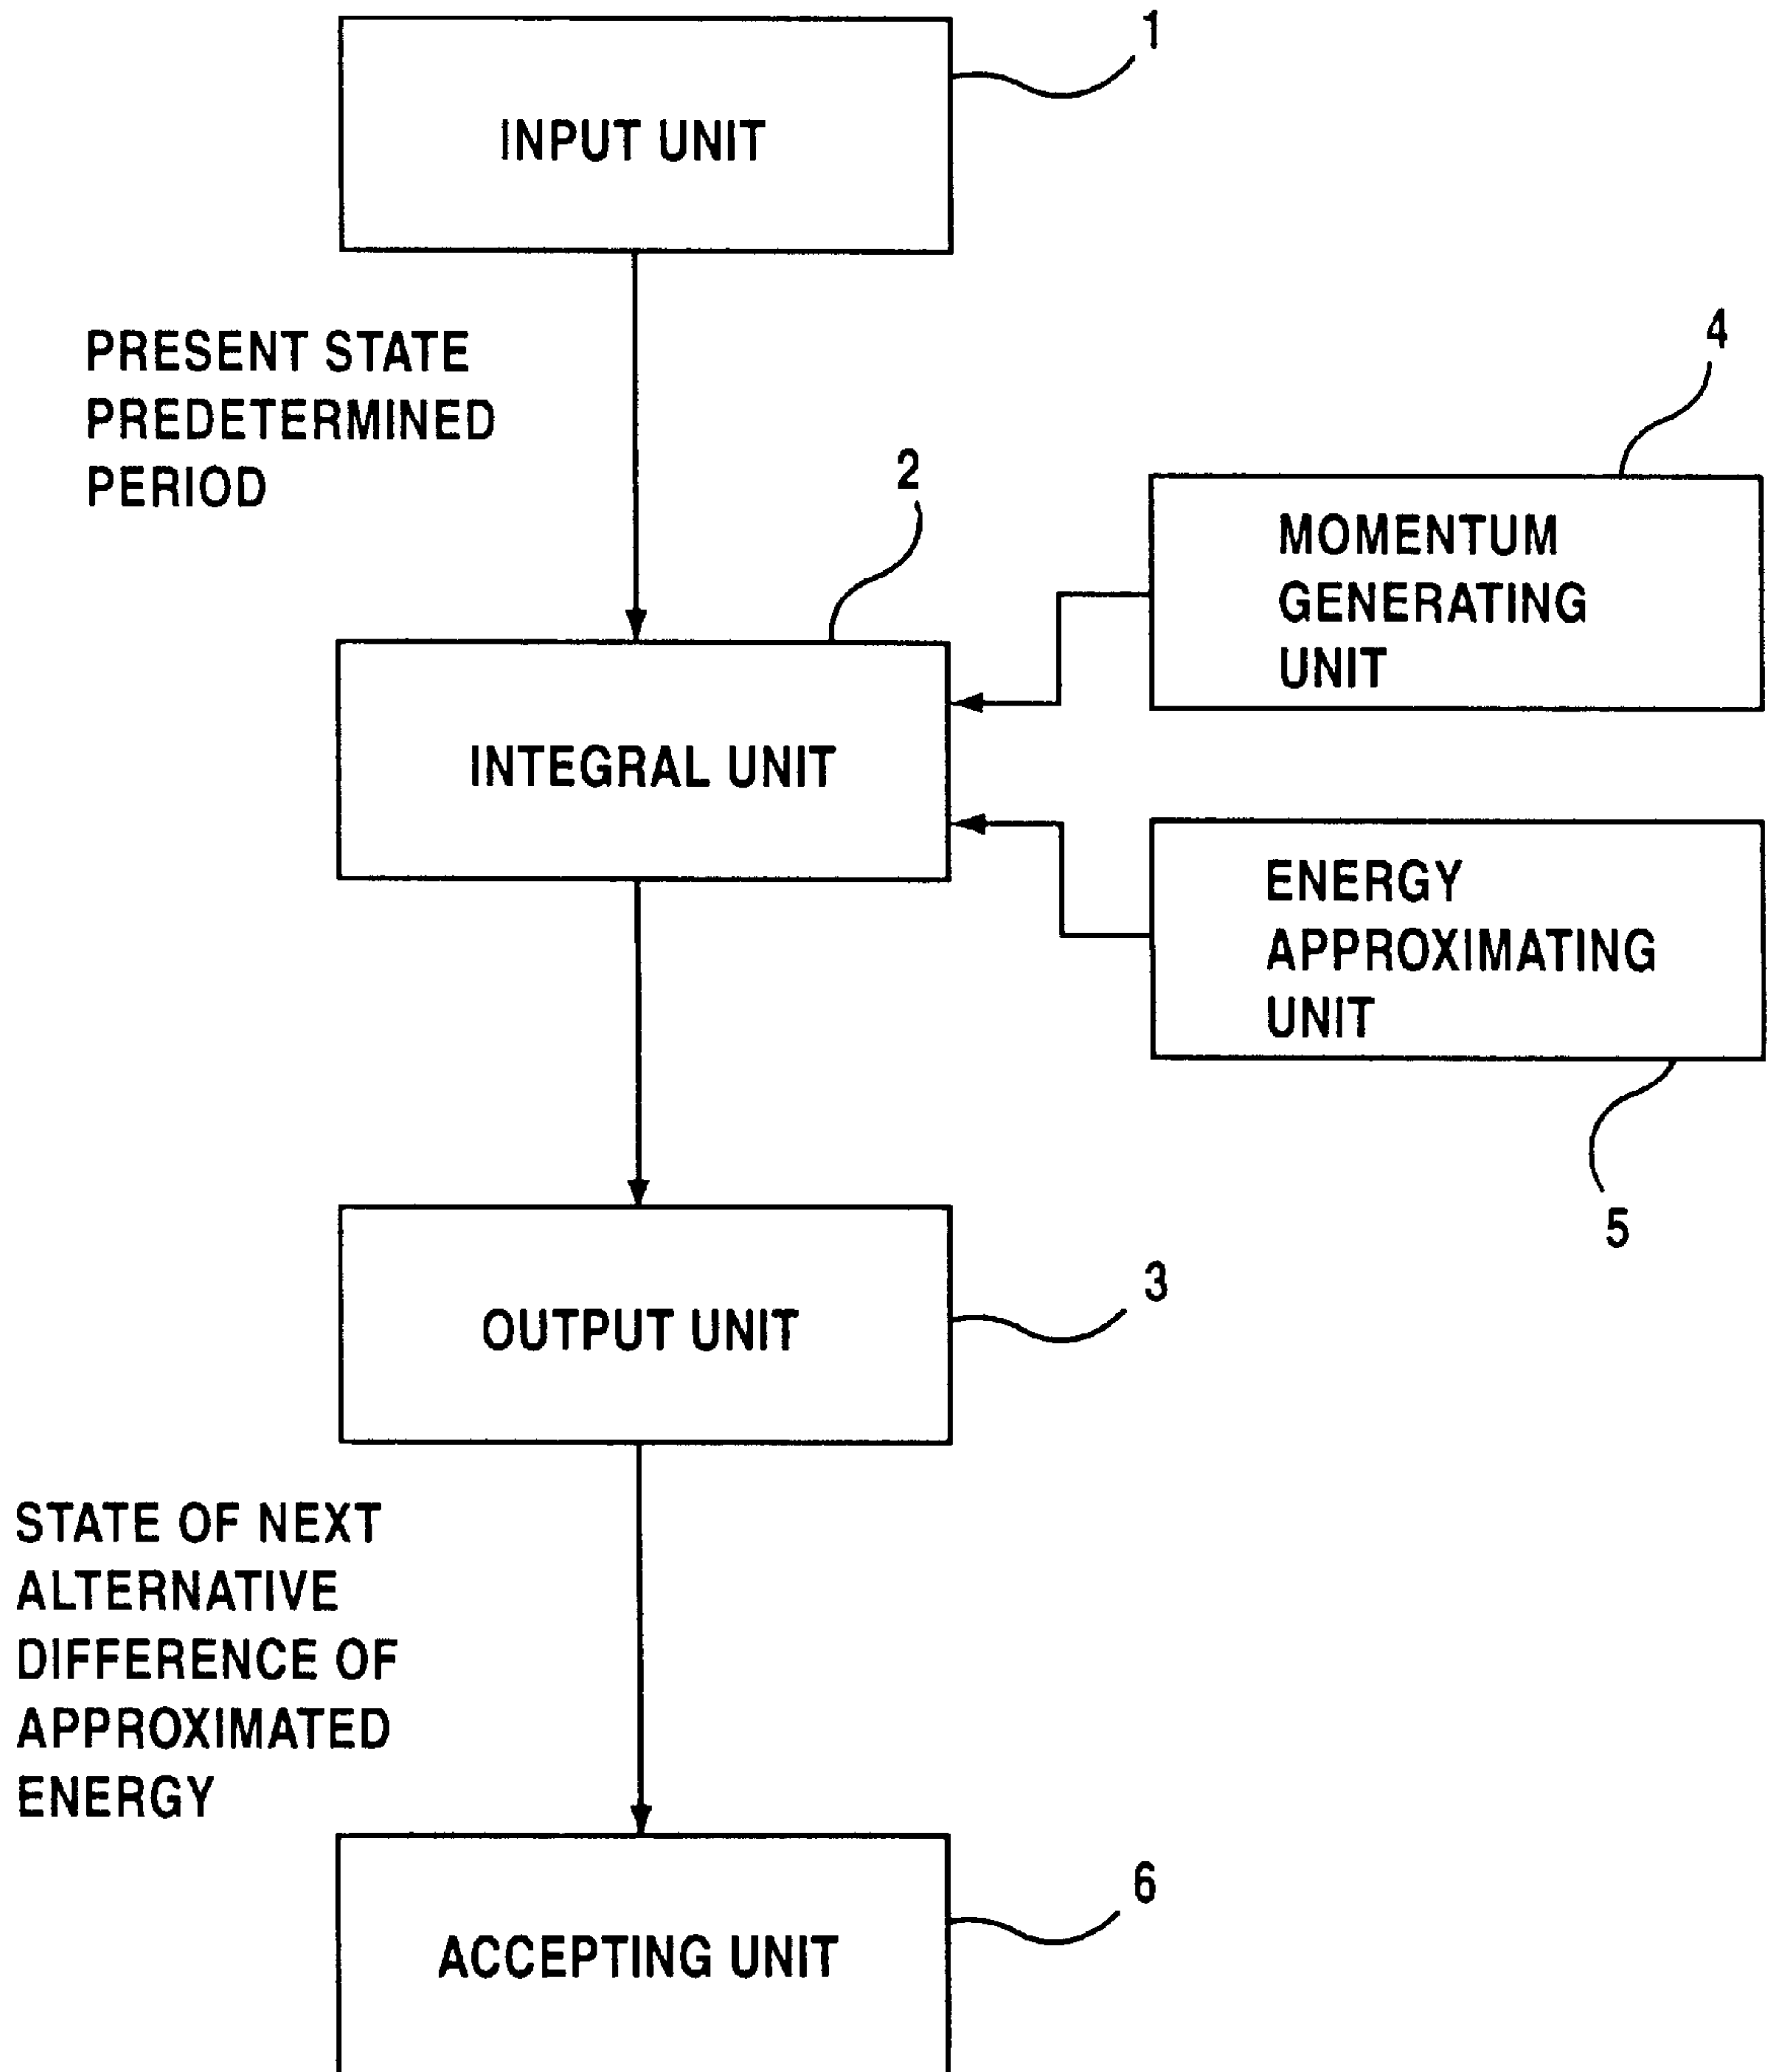 1
INPUT UNIT
PRESENT STATE
PREDETERMINED
PERIOD
4
2
MOMENTUM
GENERATING
UNIT
INTEGRAL UNIT
ENERGY
APPROXIMATING
UNIT
5
3
OUTPUT UNIT
STATE OF NEXT
ALTERNATIVE
DIFFERENCE OF
APPROXIMATED
ENERGY
6
ACCEPTING UNIT